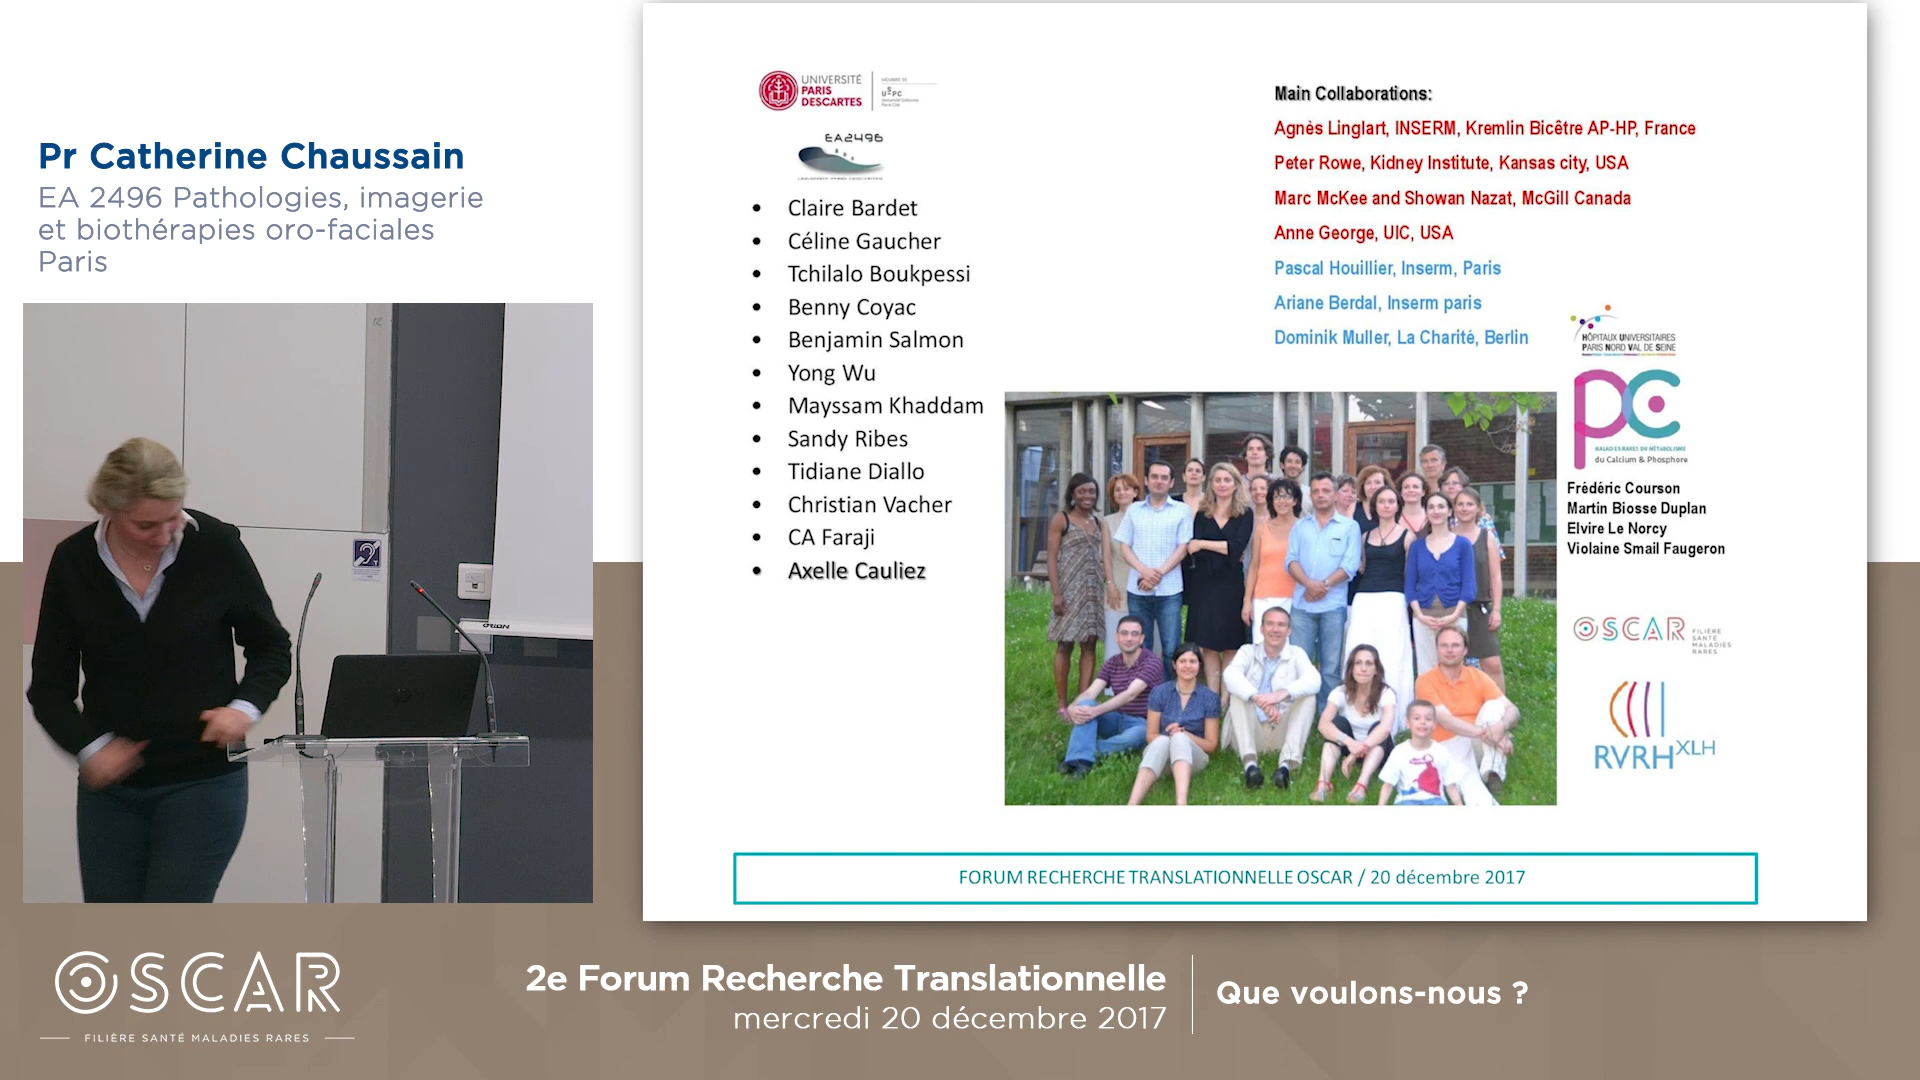 Pr Catherine Chaussain
EA 2496 Pathologies, imagerie
et biothérapies oro-faciales
Paris
UNIVERSITÉ
PARIS
DESCARTES
MEMBRE DE
USPC
EA2496
• Claire Bardet
• Céline Gaucher
• Tchilalo Boukpessi
• Benny Coyac
• Benjamin Salmon
• Yong Wu
• Mayssam Khaddam
• Sandy Ribes
• Tidiane Diallo
• Christian Vacher
• CA Faraji
• Axelle Cauliez
Main Collaborations:
Agnès Linglart, INSERM, Kremlin Bicêtre AP-HP, France
Peter Rowe, Kidney Institute, Kansas city, USA
Marc McKee and Showan Nazat, McGill Canada
Anne George, UIC, USA
Pascal Houillier, Inserm, Paris
Ariane Berdal, Inserm paris
Dominik Muller, La Charité, Berlin
HÔPITAUX UNIVERSITAIRES
PARIS NORD VAL DE SEINE
PC
MALADIES RARES DU MÉTABOLISME
du Calcium & Phosphore
Frédéric Courson
Martin Biosse Duplan
Elvire Le Norcy
Violaine Smail Faugeron
OSCAR
FILIÈRE
SANTÉ
MALADIES
RARES
RVRH XLH
ORION
FORUM RECHERCHE TRANSLATIONNELLE OSCAR / 20 décembre 2017
OSCAR
FILIÈRE SANTÉ MALADIES RARES
2e Forum Recherche Translationnelle
mercredi 20 décembre 2017
Que voulons-nous ?